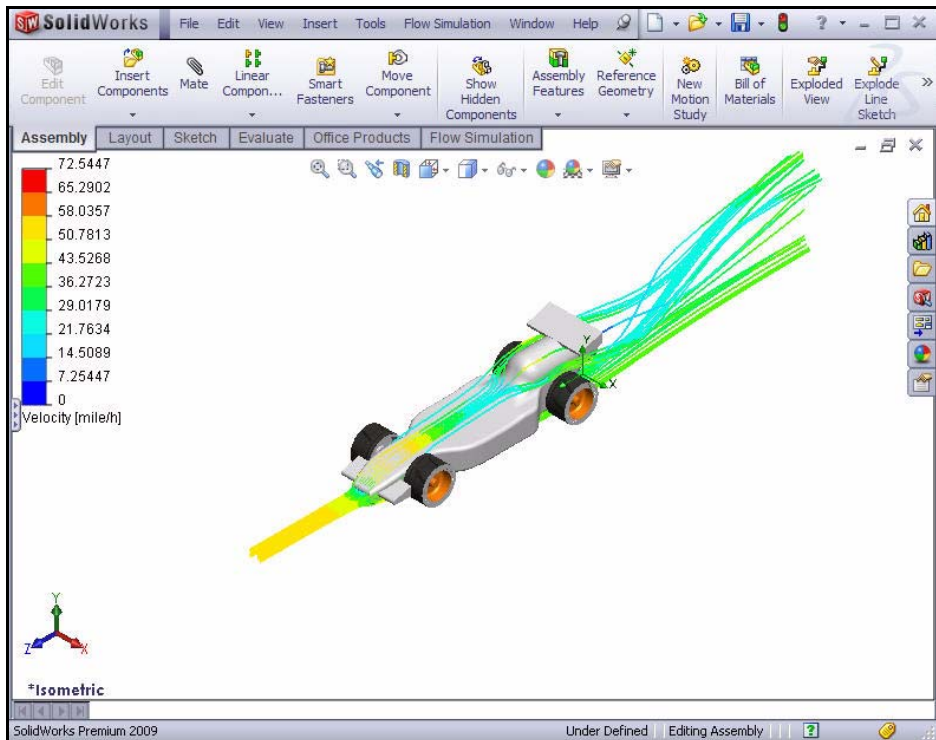 SolidWorks File Edit View Insert Tools Flow Simulation Window Help ?
Edit Component
Insert Components
Mate
Linear Compon...
Smart Fasteners
Move Component
Show Hidden Components
Assembly Features
Reference Geometry
New Motion Study
Bill of Materials
Exploded View
Explode Line Sketch
Assembly Layout Sketch Evaluate Office Products Flow Simulation
72.5447
65.2902
58.0357
50.7813
43.5268
36.2723
29.0179
21.7634
14.5089
7.25447
0
Velocity [mile/h]
Y
X
Y
Z X
*Isometric
SolidWorks Premium 2009 Under Defined Editing Assembly ?